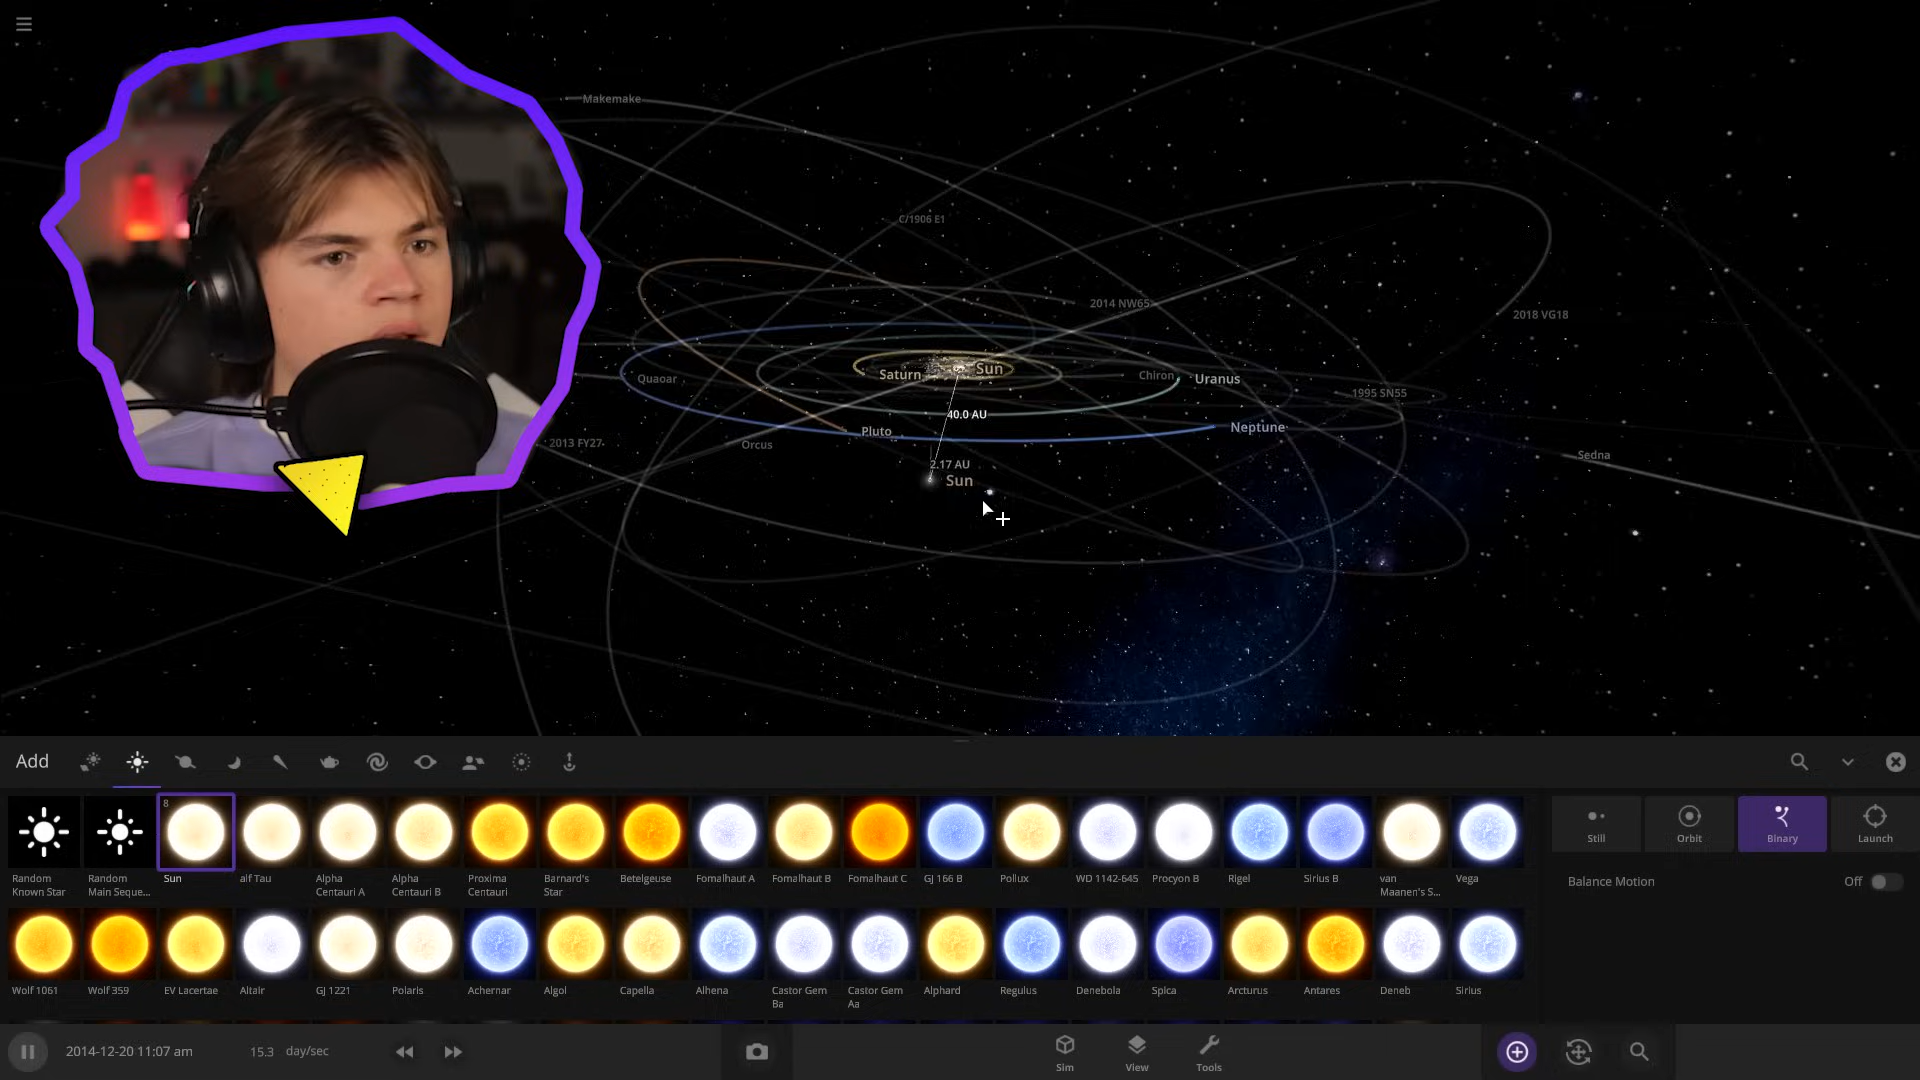 Makemake
C/1906 E1
2014 NW65
2018 VG18
Saturn
Sun
Quaoar
Chiron
Uranus
1995 SN55
40.0 AU
Pluto
Neptune
2013 FY27
Orcus
Sedna
2.17 AU
Sun
Add
8
Random Known Star
Random Main Seque...
Sun
alf Tau
Alpha Centauri A
Alpha Centauri B
Proxima Centauri
Barnard's Star
Betelgeuse
Fomalhaut A
Fomalhaut B
Fomalhaut C
GJ 166 B
Pollux
WD 1142-645
Procyon B
Rigel
Sirius B
van Maanen's S...
Vega
Still
Orbit
Binary
Launch
Balance Motion
Off
Wolf 1061
Wolf 359
EV Lacertae
Altair
GJ 1221
Polaris
Achernar
Algol
Capella
Alhena
Castor Gem Ba
Castor Gem Aa
Alphard
Regulus
Denebola
Spica
Arcturus
Antares
Deneb
Sirius
2014-12-20 11:07 am
15.3 day/sec
Sim
View
Tools